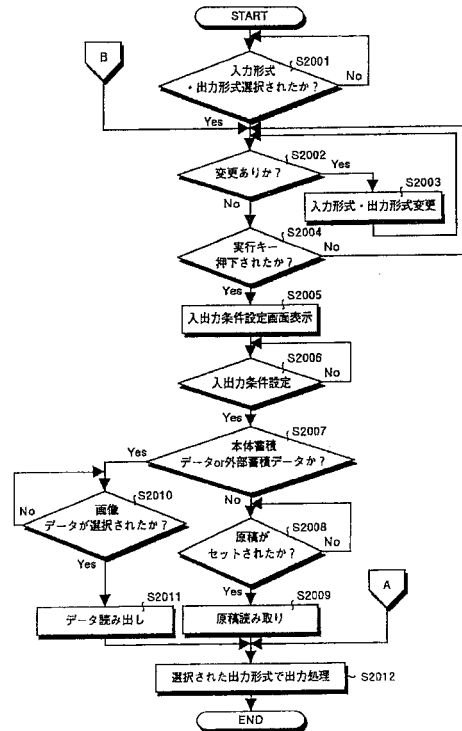 START
B
S2001
入力形式
・出力形式選択されたか?
No
Yes
S2002
変更ありか?
Yes
S2003
入力形式・出力形式変更
No
S2004
実行キー
押下されたか?
No
Yes
S2005
入出力条件設定画面表示
S2006
入出力条件設定
No
Yes
S2007
本体蓄積
データor外部蓄積データか?
Yes
No
S2010
画像
データが選択されたか?
No
Yes
S2008
原稿が
セットされたか?
No
Yes
A
S2011
データ読み出し
S2009
原稿読み取り
選択された出力形式で出力処理
S2012
END